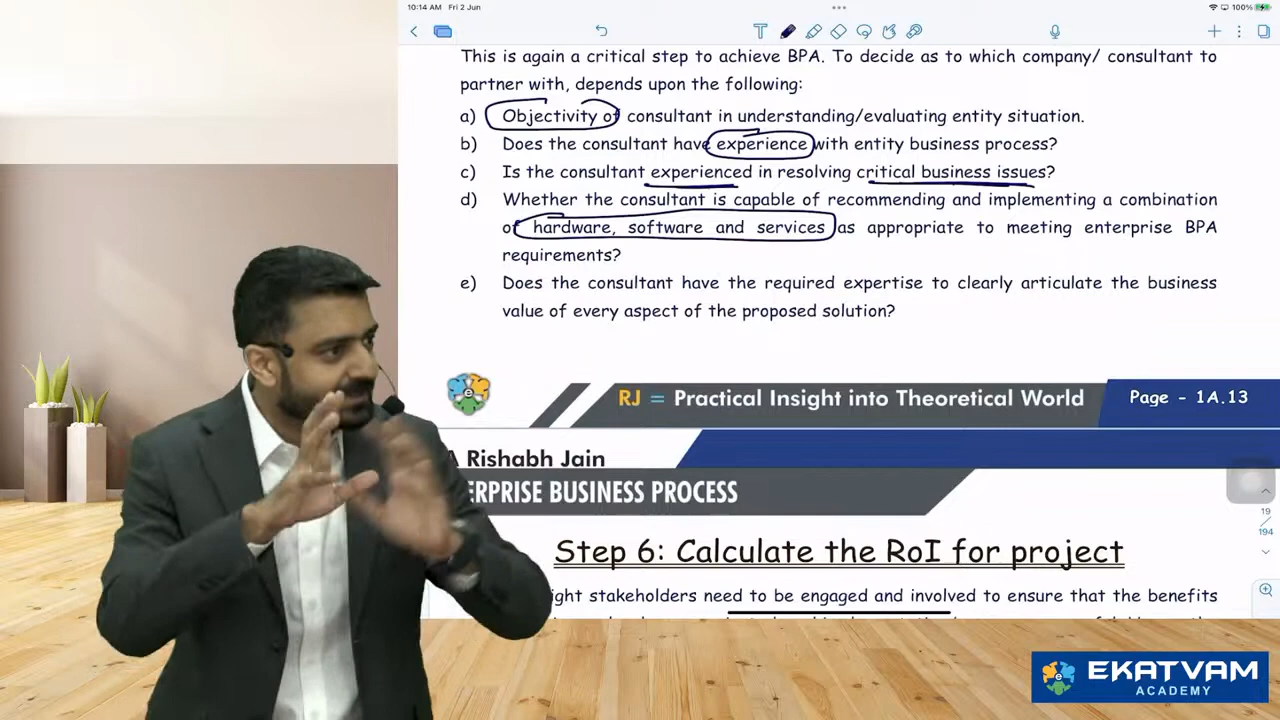 10:14 AM Fri 2 Jun
100%
This is again a critical step to achieve BPA. To decide as to which company/ consultant to
partner with, depends upon the following:
a) Objectivity of consultant in understanding/evaluating entity situation.
b) Does the consultant have experience with entity business process?
c) Is the consultant experienced in resolving critical business issues?
d) Whether the consultant is capable of recommending and implementing a combination
of hardware, software and services as appropriate to meeting enterprise BPA
requirements?
e) Does the consultant have the required expertise to clearly articulate the business
value of every aspect of the proposed solution?
RJ = Practical Insight into Theoretical World
Page - 1A.13
A Rishabh Jain
ERPRISE BUSINESS PROCESS
19
194
Step 6: Calculate the RoI for project
ight stakeholders need to be engaged and involved to ensure that the benefits
EKATVAM
ACADEMY